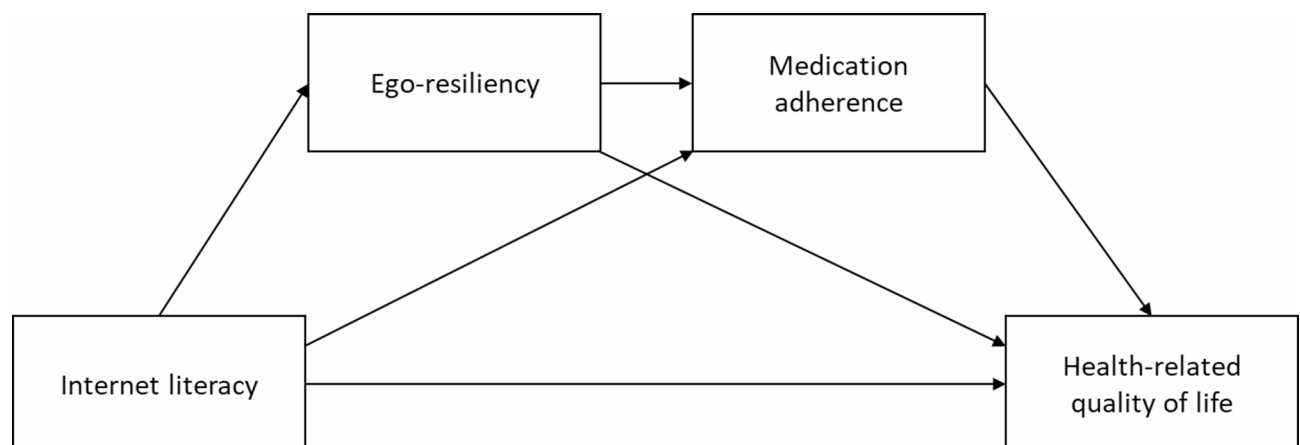 Ego-resiliency
Medication
adherence
Internet literacy
Health-related
quality of life